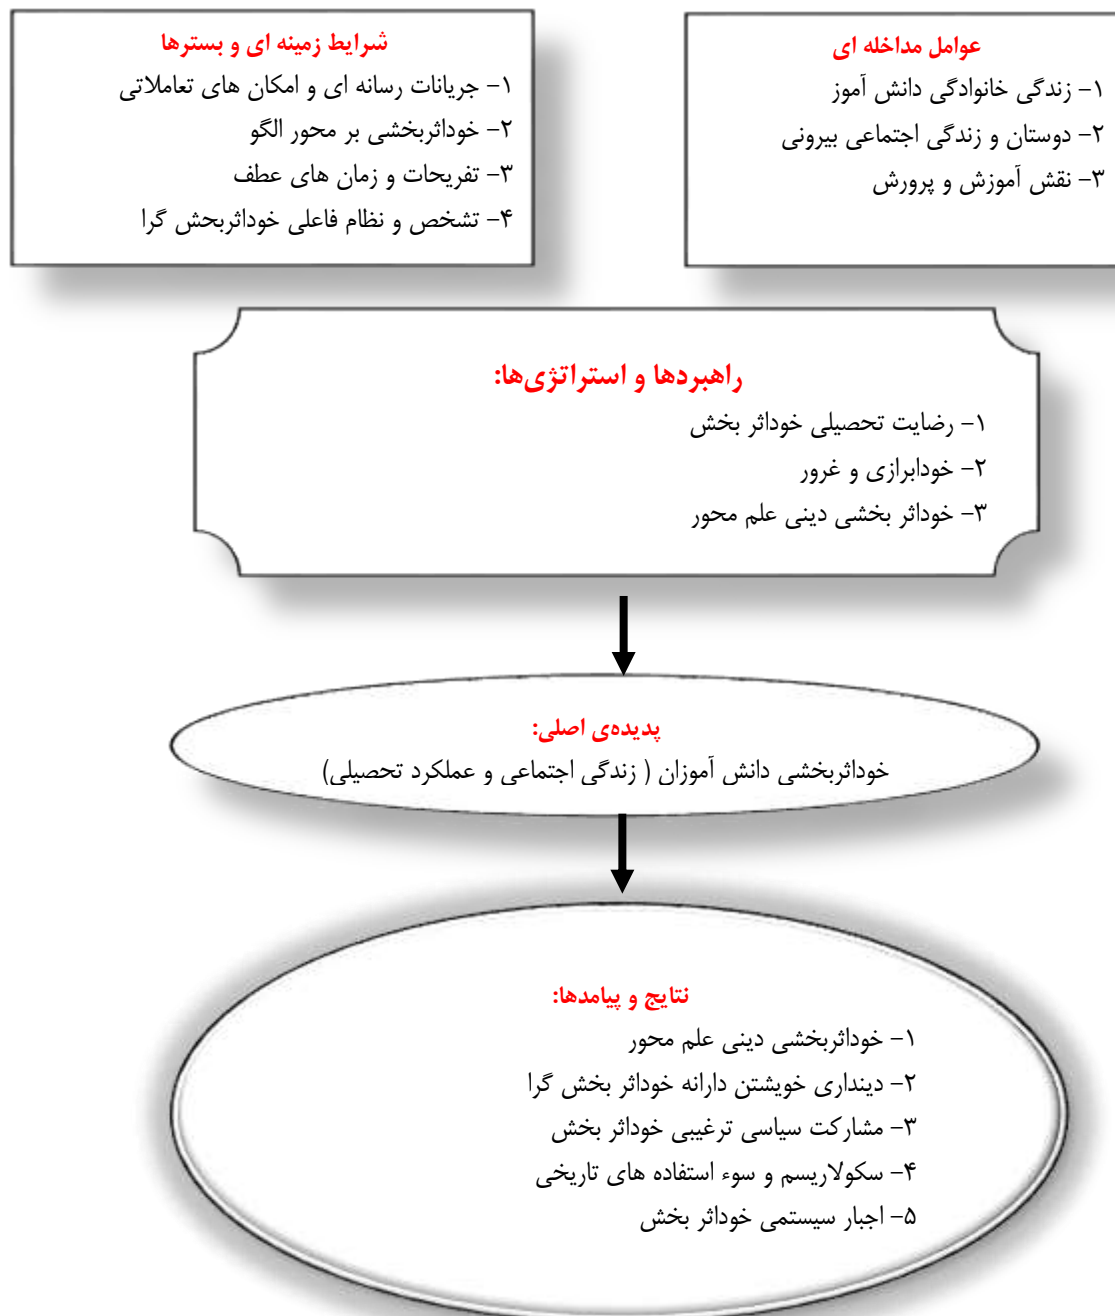 عوامل مداخله ای
۱- زندگی خانوادگی دانش آموز
۲- دوستان و زندگی اجتماعی بیرونی
۳- نقش آموزش و پرورش
شرایط زمینه ای و بسترها
۱- جریانات رسانه ای و امکان های تعاملاتی
۲- خوداثربخشی بر محور الگو
۳- تفریحات و زمان های عطف
۴- تشخص و نظام فاعلی خوداثربحش گرا
راهبردها و استراتژی‌ها:
۱- رضایت تحصیلی خوداثر بخش
۲- خودابرازی و غرور
۳- خوداثر بخشی دینی علم محور
پدیده‌ی اصلی:
خوداثربخشی دانش آموزان ( زندگی اجتماعی و عملکرد تحصیلی)
نتایج و پیامدها:
۱- خوداثربخشی دینی علم محور
۲- دینداری خویشتن دارانه خوداثر بخش گرا
۳- مشارکت سیاسی ترغیبی خوداثر بخش
۴- سکولاریسم و سوء استفاده های تاریخی
۵- اجبار سیستمی خوداثر بخش